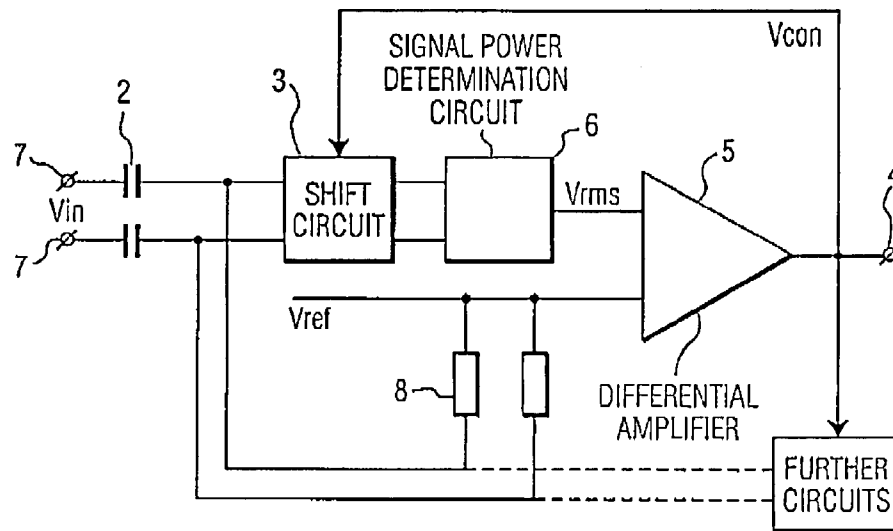 Vcon
SIGNAL POWER
DETERMINATION
CIRCUIT
3
2
6
5
4
7
SHIFT
CIRCUIT
Vrms
Vin
7
Vref
8
DIFFERENTIAL
AMPLIFIER
FURTHER
CIRCUITS